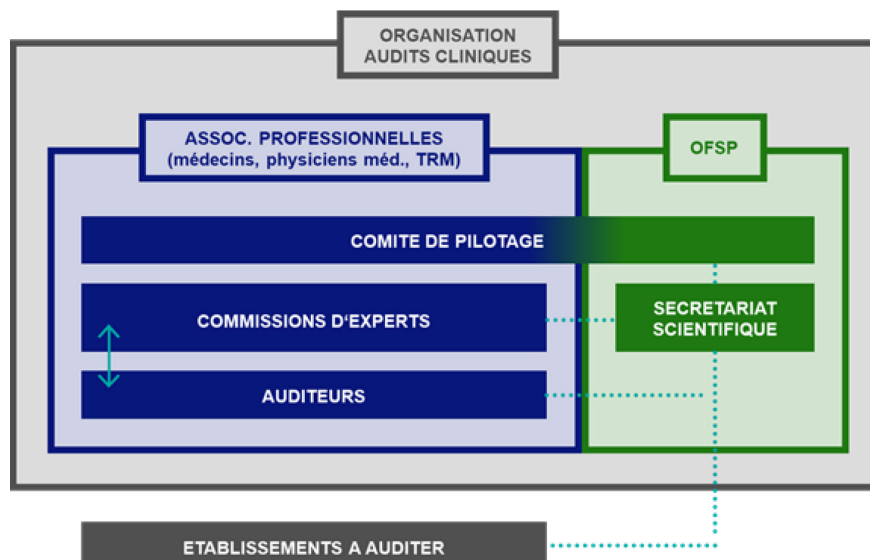 ORGANISATION
AUDITS CLINIQUES
ASSOC. PROFESSIONNELLES
(médecins, physiciens méd., TRM)
OFSP
COMITE DE PILOTAGE
COMMISSIONS D'EXPERTS
SECRETARIAT
SCIENTIFIQUE
AUDITEURS
ETABLISSEMENTS A AUDITER